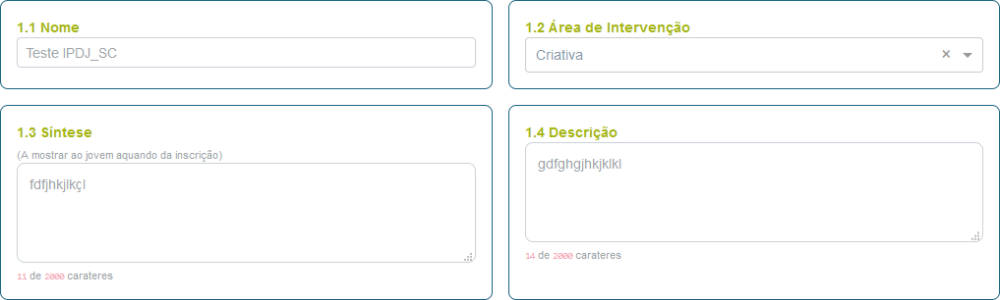 1.1 Nome
Teste IPDJ_SC
1.2 Área de Intervenção
Criativa
1.3 Síntese
(A mostrar ao jovem aquando da inscrição)
fdfjhkjlkçl
11 de 2000 carateres
1.4 Descrição
gdfghgjhkjklkl
14 de 2000 carateres